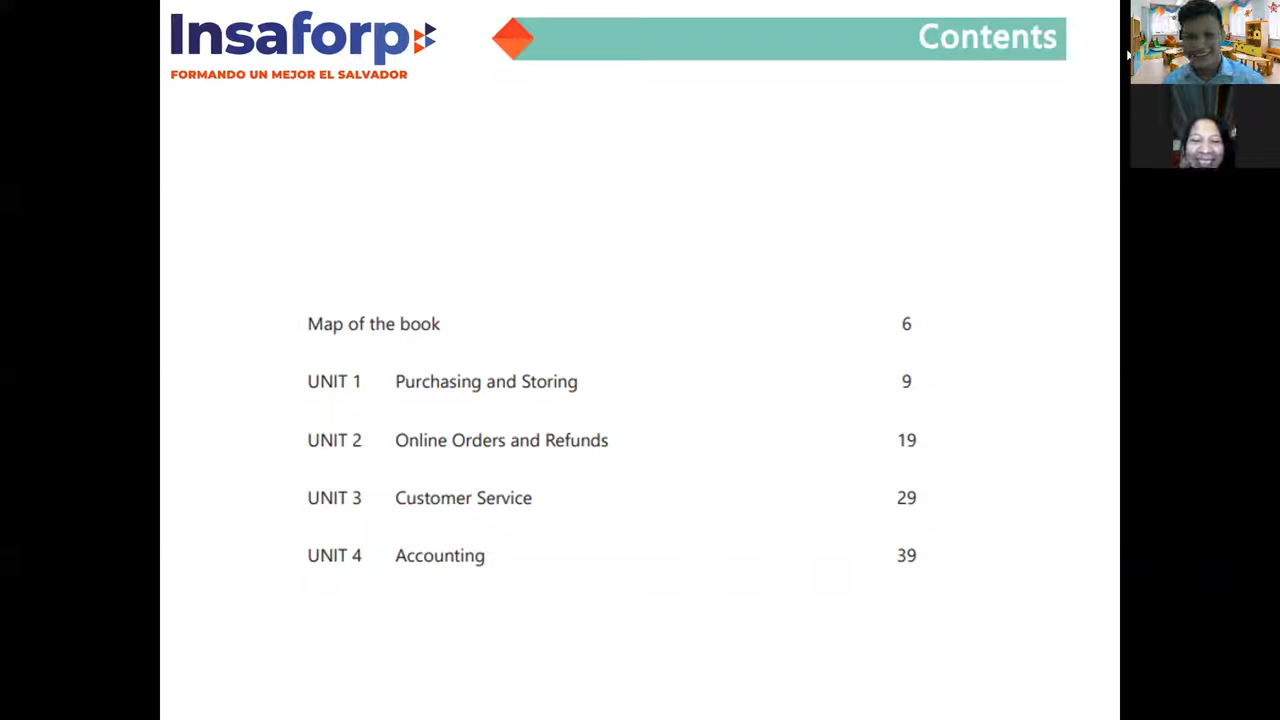 Insaforp
FORMANDO UN MEJOR EL SALVADOR
Contents
Map of the book 6
UNIT 1 Purchasing and Storing 9
UNIT 2 Online Orders and Refunds 19
UNIT 3 Customer Service 29
UNIT 4 Accounting 39